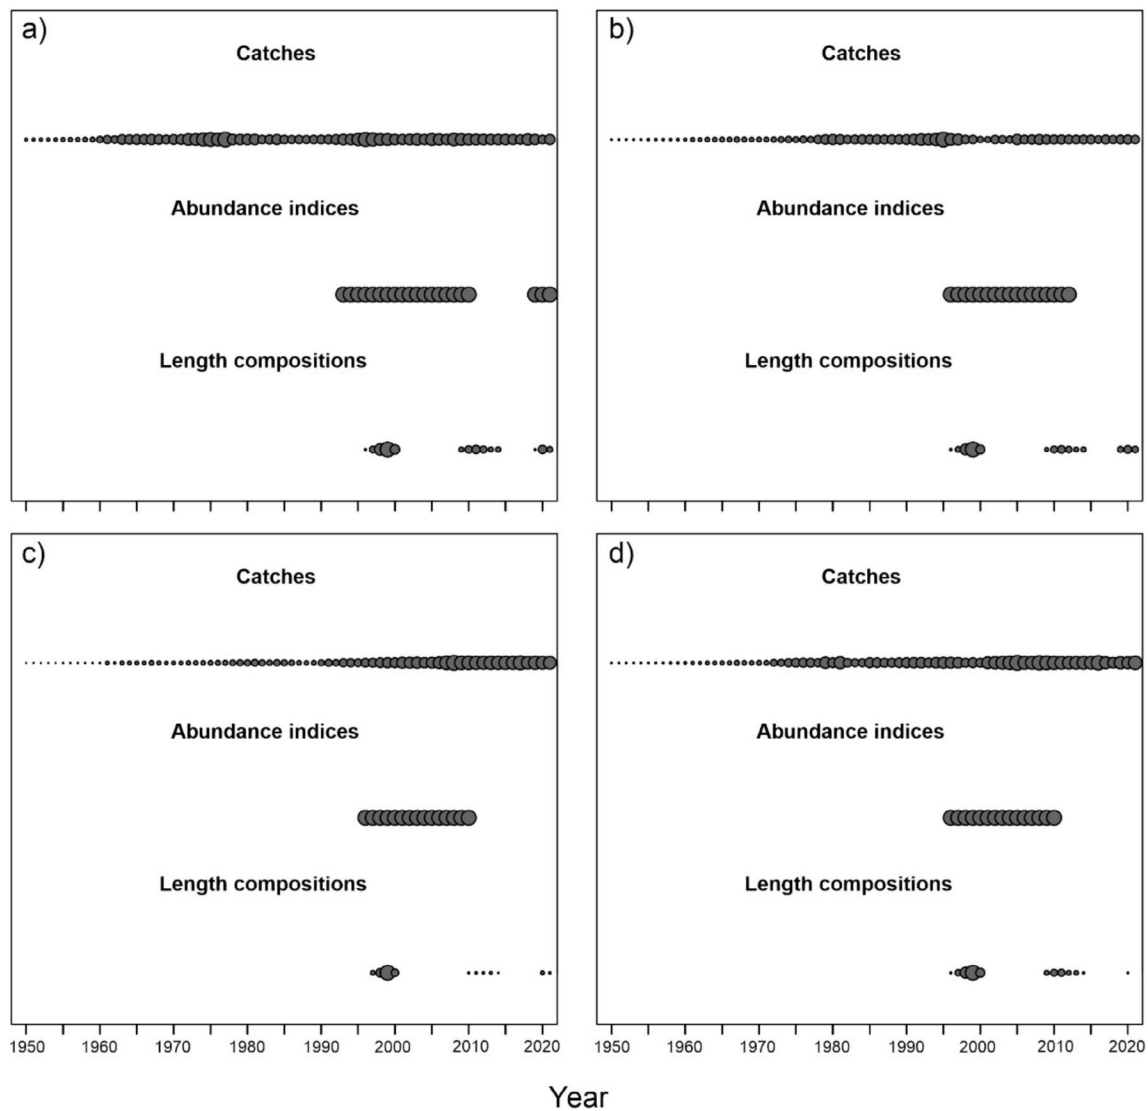 a)
Catches
Abundance indices
Length compositions
b)
Catches
Abundance indices
Length compositions
c)
Catches
Abundance indices
Length compositions
1950 1960 1970 1980 1990 2000 2010 2020
d)
Catches
Abundance indices
Length compositions
1950 1960 1970 1980 1990 2000 2010 2020
Year